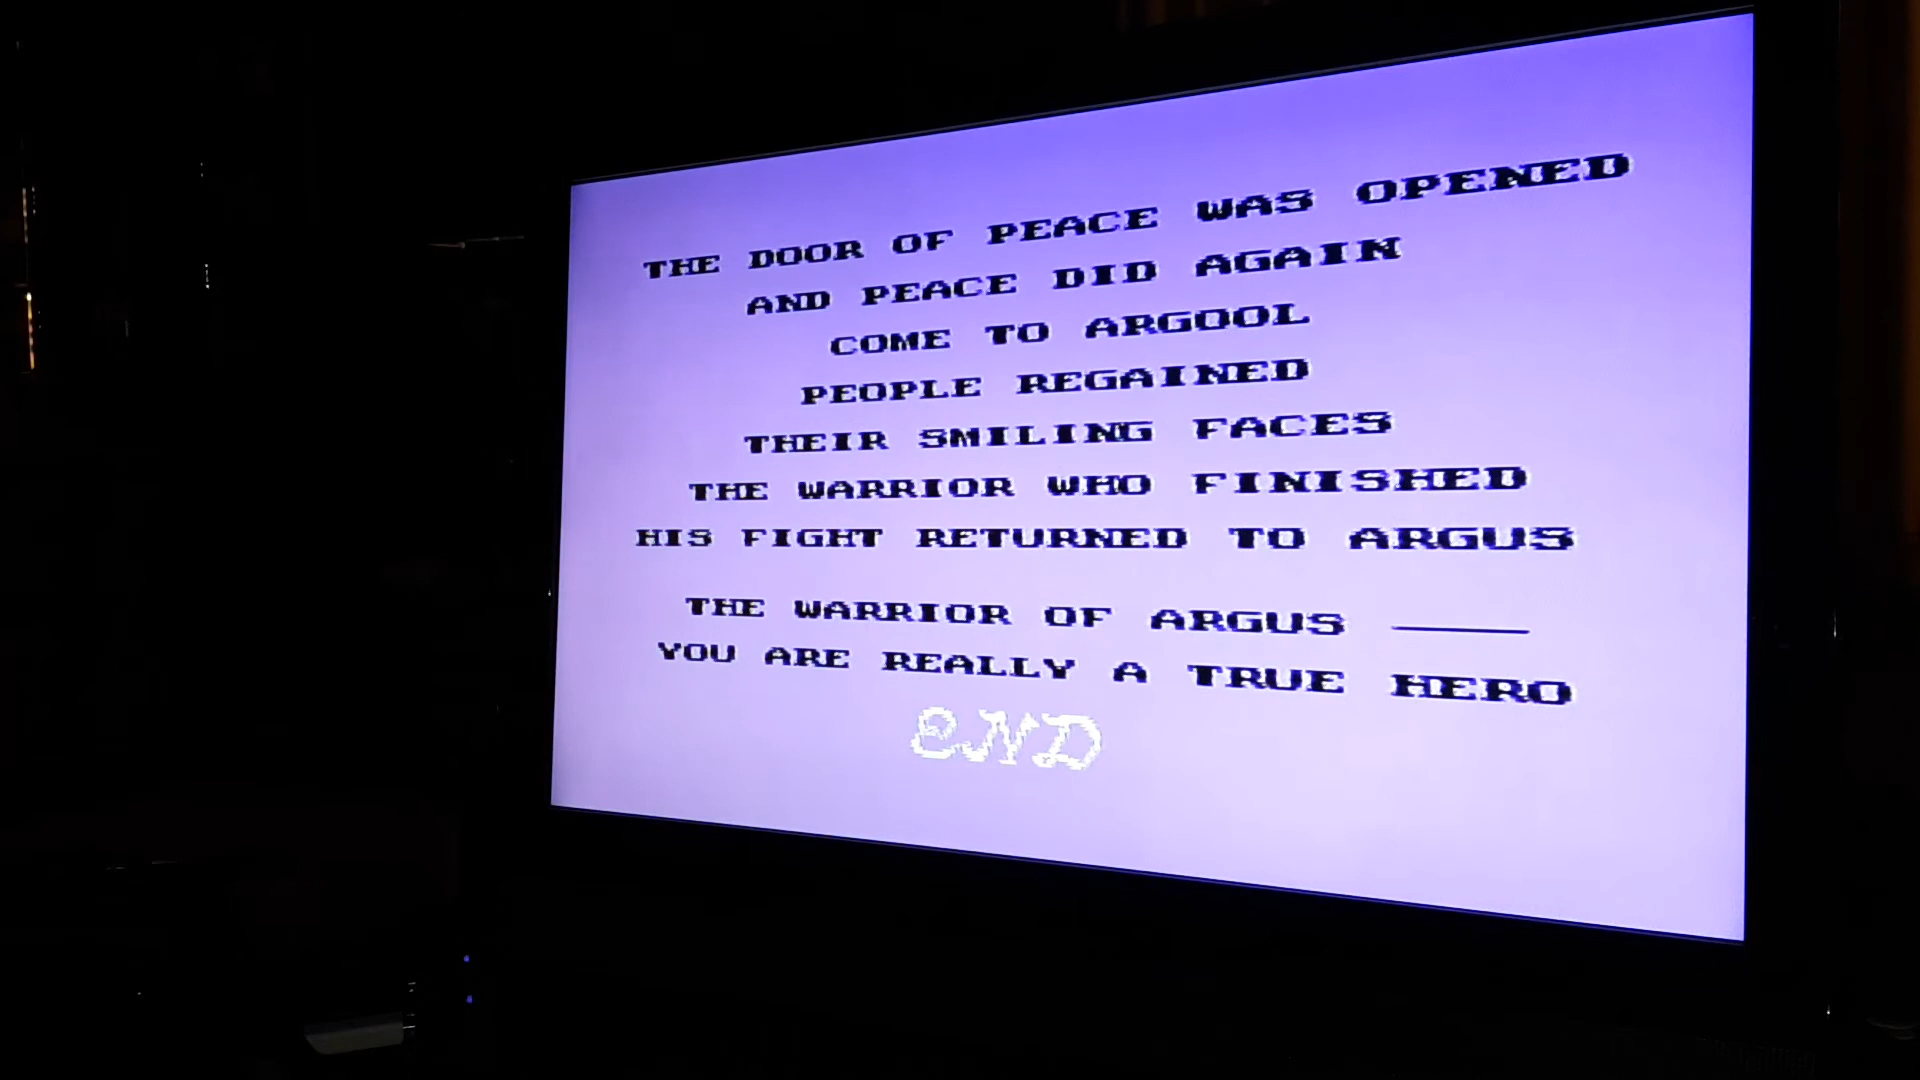 THE DOOR OF PEACE WAS OPENED
AND PEACE DID AGAIN
COME TO ARGOOL
PEOPLE REGAINED
THEIR SMILING FACES
THE WARRIOR WHO FINISHED
HIS FIGHT RETURNED TO ARGUS
THE WARRIOR OF ARGUS ———
YOU ARE REALLY A TRUE HERO
END